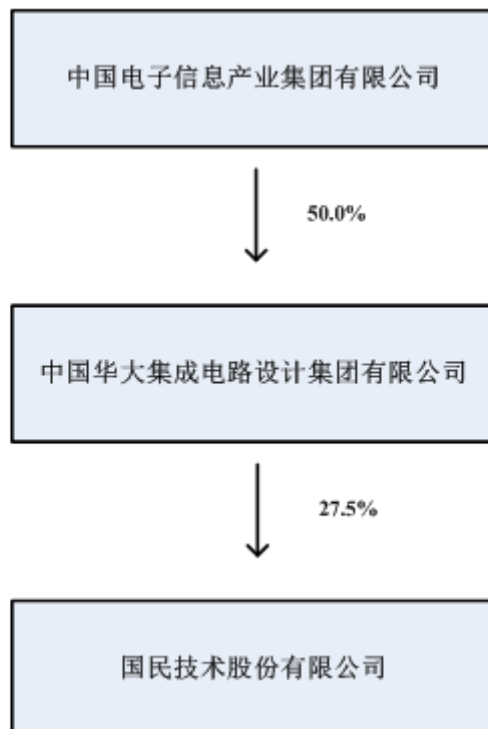 中国电子信息产业集团有限公司
50.0%
中国华大集成电路设计集团有限公司
27.5%
国民技术股份有限公司